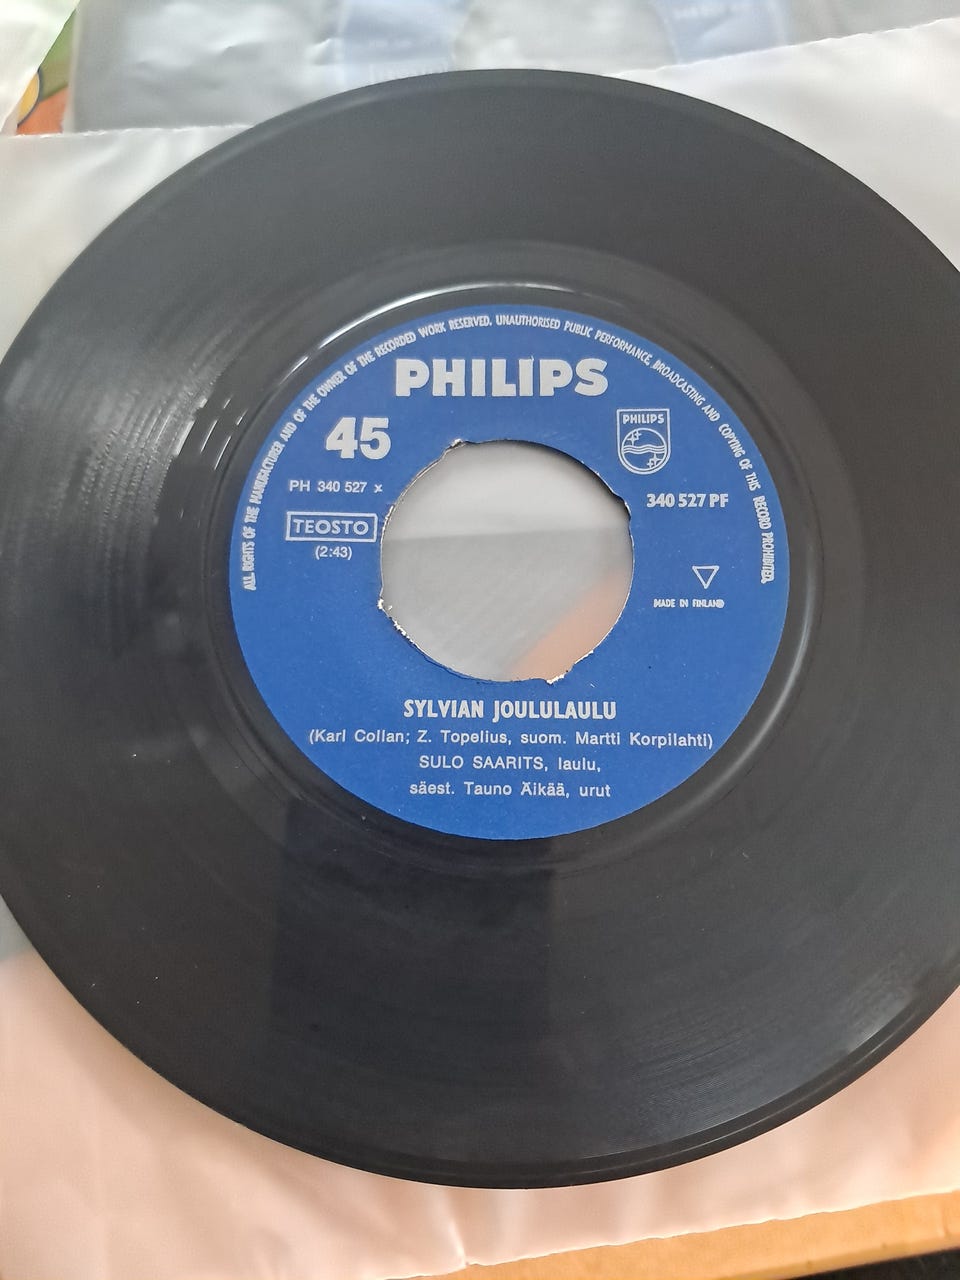 ALL RIGHTS OF THE MANUFACTURER AND OF THE OWNER OF THE RECORDED WORK RESERVED. UNAUTHORISED PUBLIC PERFORMANCE, BROADCASTING AND COPYING OF THIS RECORD PROHIBITED.
PHILIPS
45
PHILIPS
PH 340 527 x
340 527 PF
TEOSTO
(2:43)
MADE IN FINLAND
SYLVIAN JOULULAULU
(Karl Collan; Z. Topelius, suom. Martti Korpilahti)
SULO SAARITS, laulu,
säest. Tauno Äikää, urut